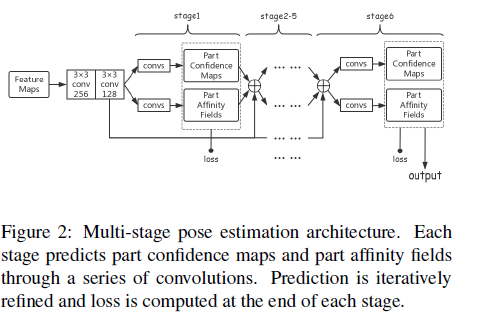 stage1 stage2-5 stage6
Feature
Maps
3×3
conv
256
3×3
conv
128
convs
convs
Part
Confidence
Maps
Part
Affinity
Fields
loss
... ...
... ...
... ...
... ...
convs
convs
Part
Confidence
Maps
Part
Affinity
Fields
loss
output
Figure 2: Multi-stage pose estimation architecture. Each
stage predicts part confidence maps and part affinity fields
through a series of convolutions. Prediction is iteratively
refined and loss is computed at the end of each stage.